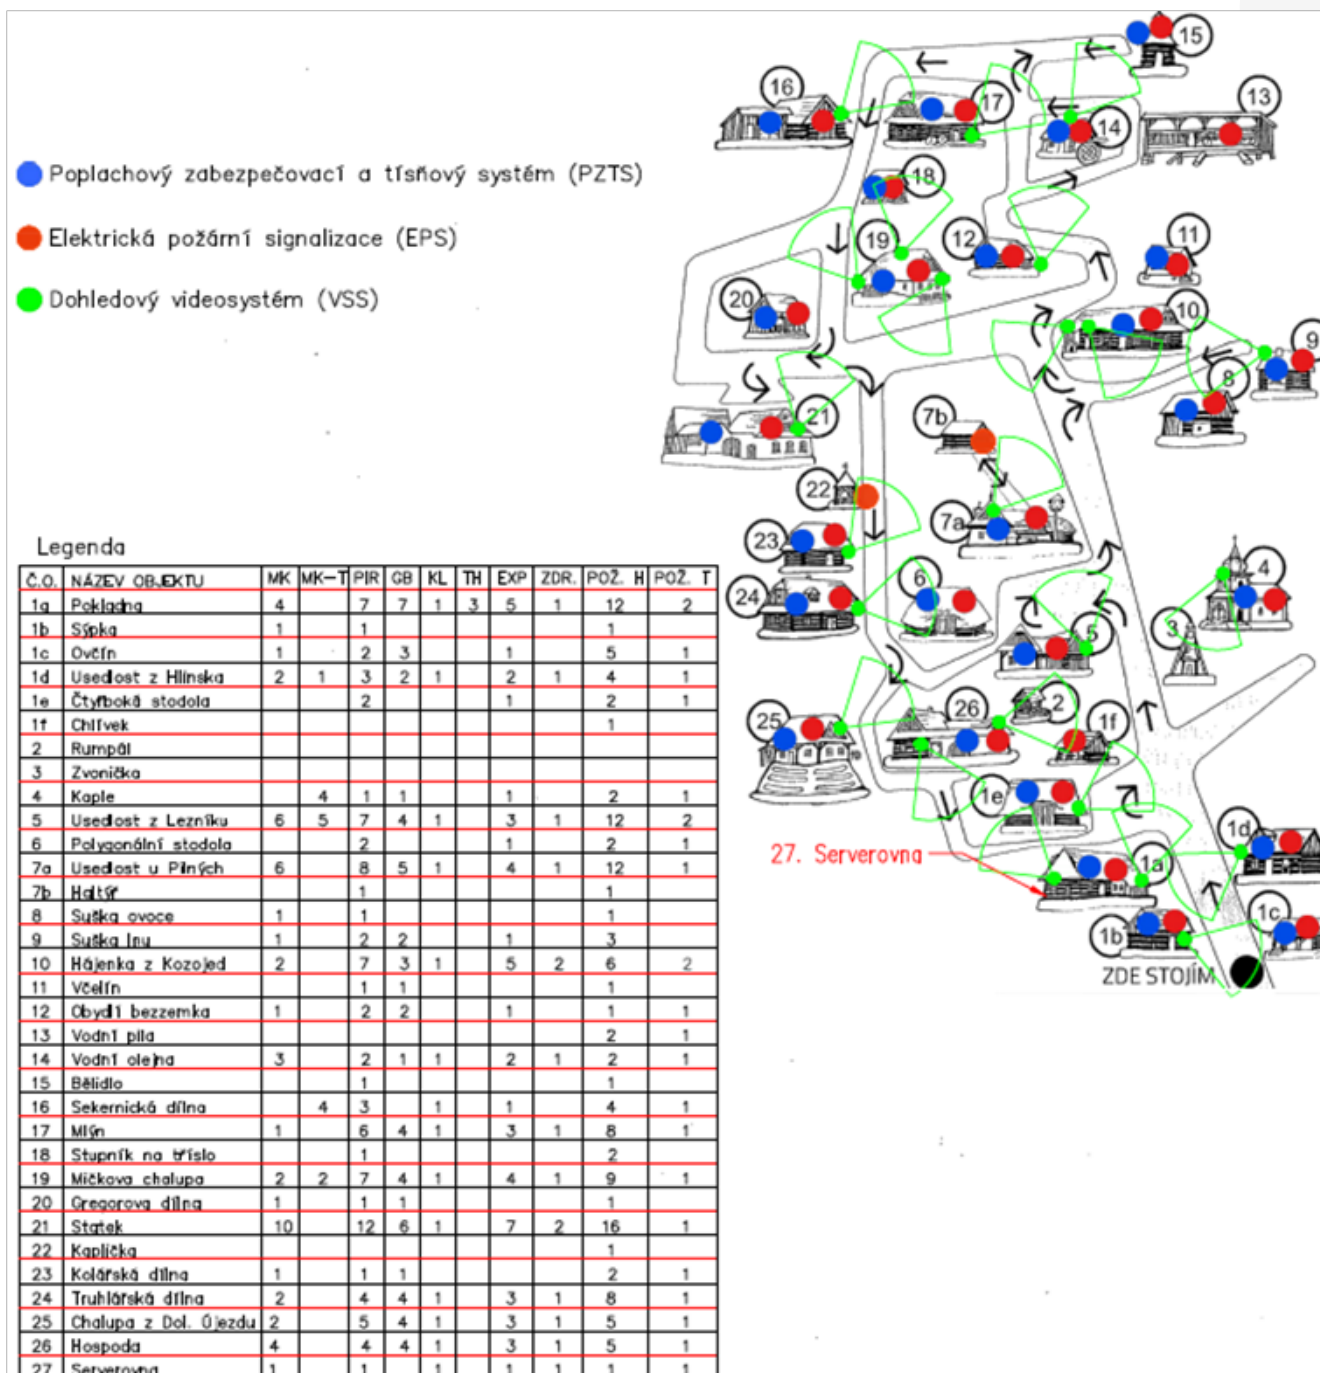 Poplachový zabezpečovací a tísňový systém (PZTS)
Elektrická požární signalizace (EPS)
Dohledový videosystém (VSS)
15
16
17
13
14
18
19
12
11
20
10
9
8
21
7b
22
7a
23
24
6
4
3
5
25
26
2
1f
1e
27. Serverovna
1a
1d
1b
1c
ZDE STOJÍM
Legenda
Č.O. NÁZEV OBJEKTU MK MK-T PIR GB KL TH EXP ZDR. POŽ. H POŽ. T
1a Pokladna 4 7 7 1 3 5 1 12 2
1b Sýpka 1 1 1
1c Ovčín 1 2 3 1 5 1
1d Usedlost z Hlinska 2 1 3 2 1 2 1 4 1
1e Čtyřboká stodola 2 1 2 1
1f Chlívek 1
2 Rumpál
3 Zvonička
4 Kaple 4 1 1 1 2 1
5 Usedlost z Lezníku 6 5 7 4 1 3 1 12 2
6 Polygonální stodola 2 1 2 1
7a Usedlost u Pilných 6 8 5 1 4 1 12 1
7b Haltýř 1 1
8 Suška ovoce 1 1 1
9 Suška lnu 1 2 2 1 3
10 Hájenka z Kozojed 2 7 3 1 5 2 6 2
11 Včelín 1 1 1
12 Obydlí bezzemka 1 2 2 1 1 1
13 Vodní pila 2 1
14 Vodní olejna 3 2 1 1 2 1 2 1
15 Bělidlo 1 1
16 Sekernická dílna 4 3 1 1 4 1
17 Mlýn 1 6 4 1 3 1 8 1
18 Stupník na tříslo 1 2
19 Mičkova chalupa 2 2 7 4 1 4 1 9 1
20 Gregorova dílna 1 1 1 1
21 Statek 10 12 6 1 7 2 16 1
22 Kaplička 1
23 Kolářská dílna 1 1 1 2 1
24 Truhlářská dílna 2 4 4 1 3 1 8 1
25 Chalupa z Dol. Újezdu 2 5 4 1 3 1 5 1
26 Hospoda 4 4 4 1 3 1 5 1
27 Serverovna 1 1 1 1 1 1 1 1